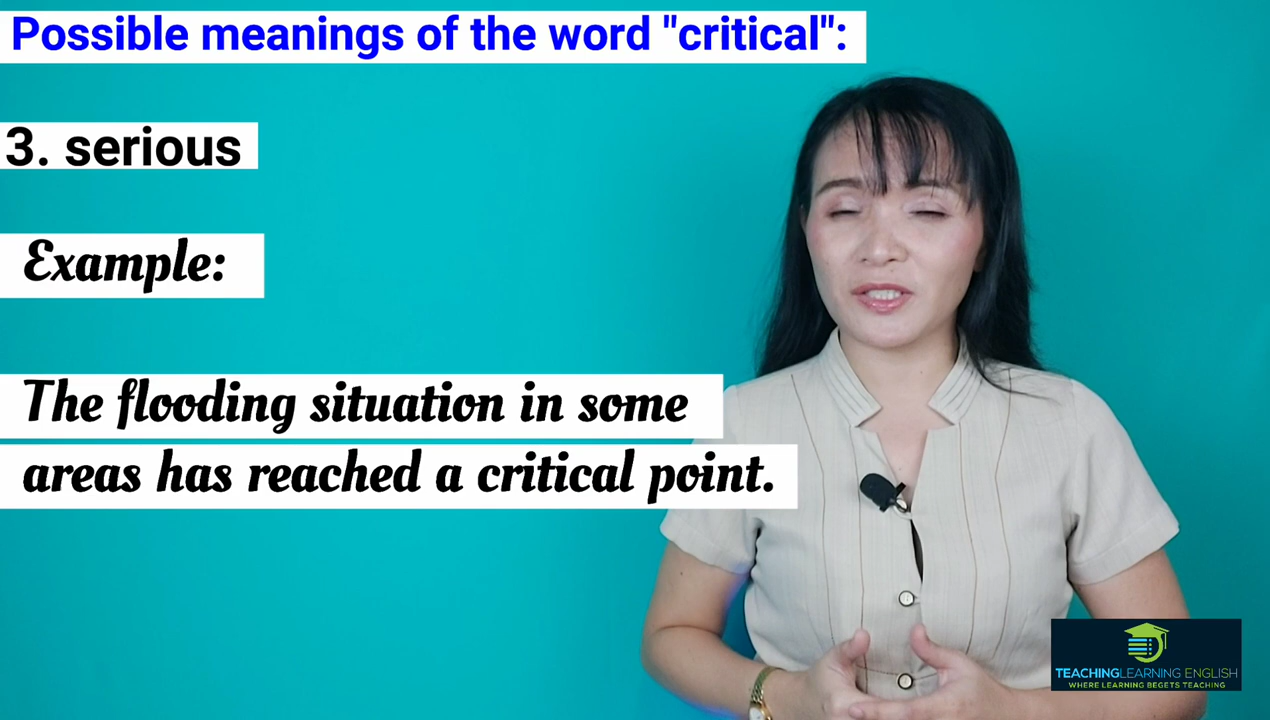 Possible meanings of the word "critical":
3. serious
Example:
The flooding situation in some
areas has reached a critical point.
TEACHINGLEARNING ENGLISH
WHERE LEARNING BEGETS TEACHING